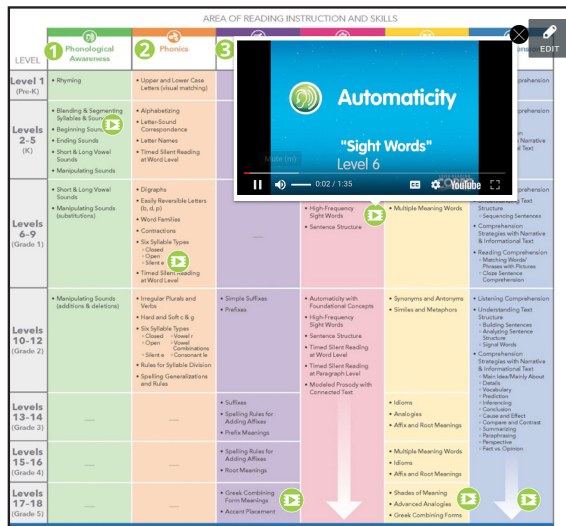 AREA OF READING INSTRUCTION AND SKILLS
EDIT
LEVEL
1 Phonological
Awareness
2 Phonics
3
Automaticity
"Sight Words"
Level 6
Mute (m)
0:02 / 1:35
CC
YouTube
Level 1
(Pre-K)
• Rhyming
• Upper and Lower Case
Letters (visual matching)
Levels
2-5
(K)
• Blending & Segmenting
Syllables &
• Beginning
• Ending Sounds
• Short & Long Vowel
Sounds
• Manipulating Sounds
• Alphabetizing
• Letter-Sound
Correspondence
• Letter Names
• Timed Silent Reading
at Word Level
Levels
6-9
(Grade 1)
• Short & Long Vowel
Sounds
• Manipulating Sounds
(substitutions)
• Digraphs
• Easily Reversible Letters
(b, d, p)
• Word Families
• Contractions
• Six Syllable Types
- Closed
- Open
- Silent e
• Timed Silent Reading
at Word Level
• High-Frequency
Sight Words
• Sentence Structure
• Multiple Meaning Words
Structure
- Sequencing Sentences
• Comprehension
Strategies with Narrative
& Informational Text
• Reading Comprehension
- Matching Words/
Phrases with Pictures
- Cloze Sentence
Comprehension
Levels
10-12
(Grade 2)
• Manipulating Sounds
(additions & deletions)
• Irregular Plurals and
Verbs
• Hard and Soft c & g
• Six Syllable Types
- Closed - Vowel r
- Open - Vowel
Combinations
- Silent e - Consonant le
• Rules for Syllable Division
• Spelling Generalizations
and Rules
• Simple Suffixes
• Prefixes
• Automaticity with
Foundational Concepts
• High-Frequency
Sight Words
• Sentence Structure
• Timed Silent Reading
at Word Level
• Timed Silent Reading
at Paragraph Level
• Modeled Prosody with
Connected Text
• Synonyms and Antonyms
• Similes and Metaphors
• Listening Comprehension
• Understanding Text
Structure
- Building Sentences
- Analyzing Sentence
Structure
- Signal Words
• Comprehension
Strategies with Narrative
& Informational Text
- Main Idea/Mainly About
- Details
- Vocabulary
- Prediction
- Inferencing
- Conclusion
- Cause and Effect
- Compare and Contrast
- Summarizing
- Paraphrasing
- Perspective
- Fact vs. Opinion
Levels
13-14
(Grade 3)
• Suffixes
• Spelling Rules for
Adding Affixes
• Prefix Meanings
• Idioms
• Analogies
• Affix and Root Meanings
Levels
15-16
(Grade 4)
• Spelling Rules for
Adding Affixes
• Root Meanings
• Multiple Meaning Words
• Idioms
• Affix and Root Meanings
Levels
17-18
(Grade 5)
• Greek Combining
Form Meanings
• Accent Placement
• Shades of Meaning
• Advanced Analogies
• Greek Combining Forms